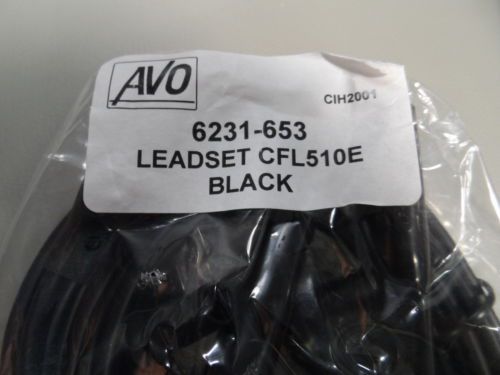 AVO
CIH2001
6231-653
LEADSET CFL510E
BLACK